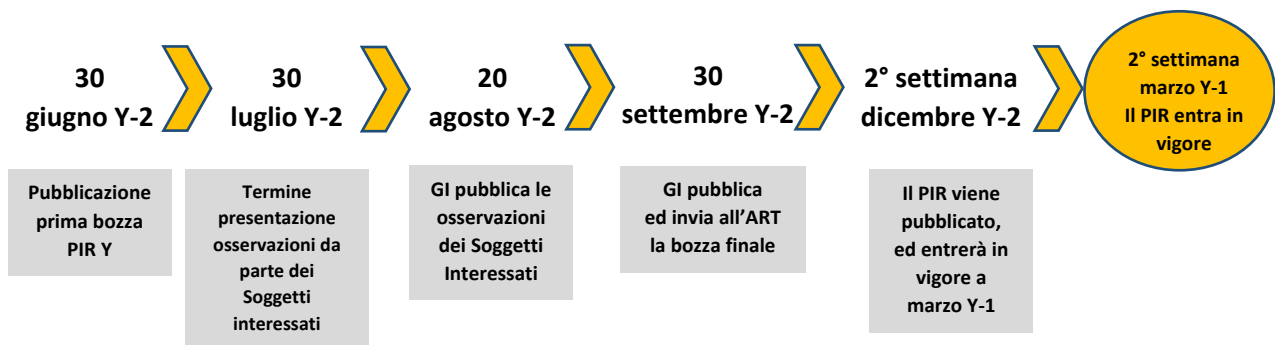 30
giugno Y-2
30
luglio Y-2
20
agosto Y-2
30
settembre Y-2
2° settimana
dicembre Y-2
2° settimana
marzo Y-1
Il PIR entra in
vigore
Pubblicazione
prima bozza
PIR Y
Termine
presentazione
osservazioni da
parte dei
Soggetti
interessati
GI pubblica le
osservazioni
dei Soggetti
Interessati
GI pubblica
ed invia all'ART
la bozza finale
Il PIR viene
pubblicato,
ed entrerà in
vigore a
marzo Y-1